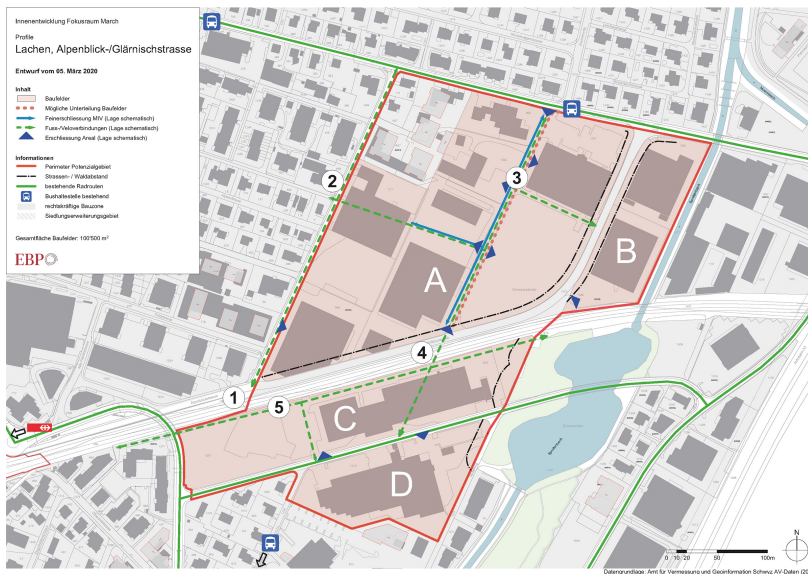 Innenentwicklung Fokusraum March
Profile
Lachen, Alpenblick-/Glärnischstrasse
Entwurf vom 05. März 2020
Inhalt
Baufelder
Mögliche Unterteilung Baufelder
Feinerschliessung MIV (Lage schematisch)
Fuss-/Veloverbindungen (Lage schematisch)
Erschliessung Areal (Lage schematisch)
Informationen
Perimeter Potenzialgebiet
Strassen- / Waldabstand
bestehende Radrouten
Bushaltestelle bestehend
rechtskräftige Bauzone
Siedlungserweiterungsgebiet
Gesamtfläche Baufelder: 100'500 m²
EBP
2
3
B
A
4
1
5
C
D
N
0 10 20 50 100m
Datengrundlage: Amt für Vermessung und Geoinformation Schwyz, AV-Daten (20